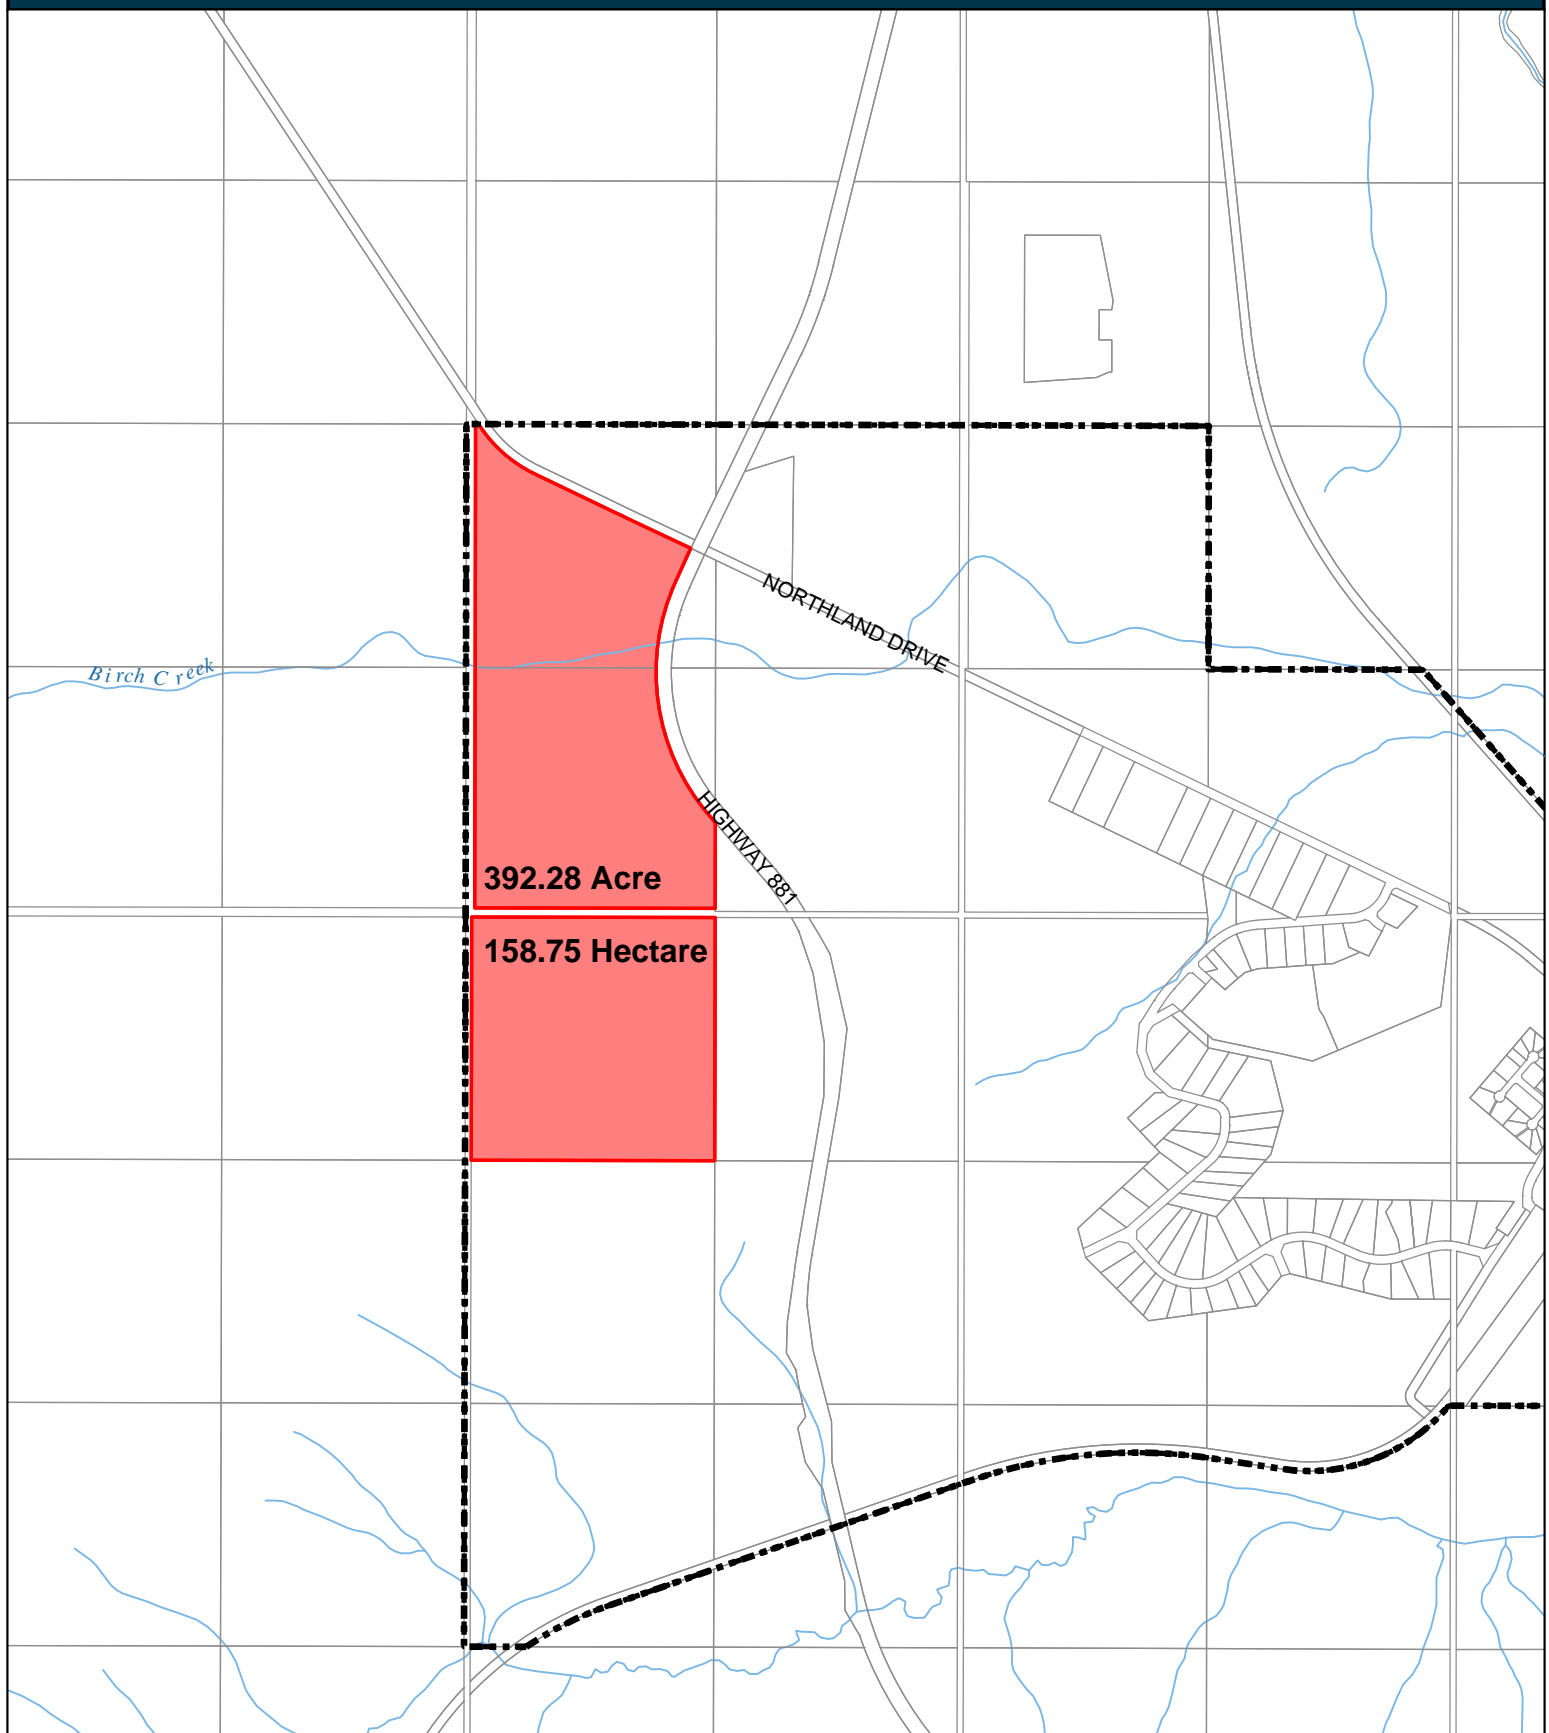 NORTHLAND DRIVE
Birch Creek
HIGHWAY 881
392.28 Acre
158.75 Hectare